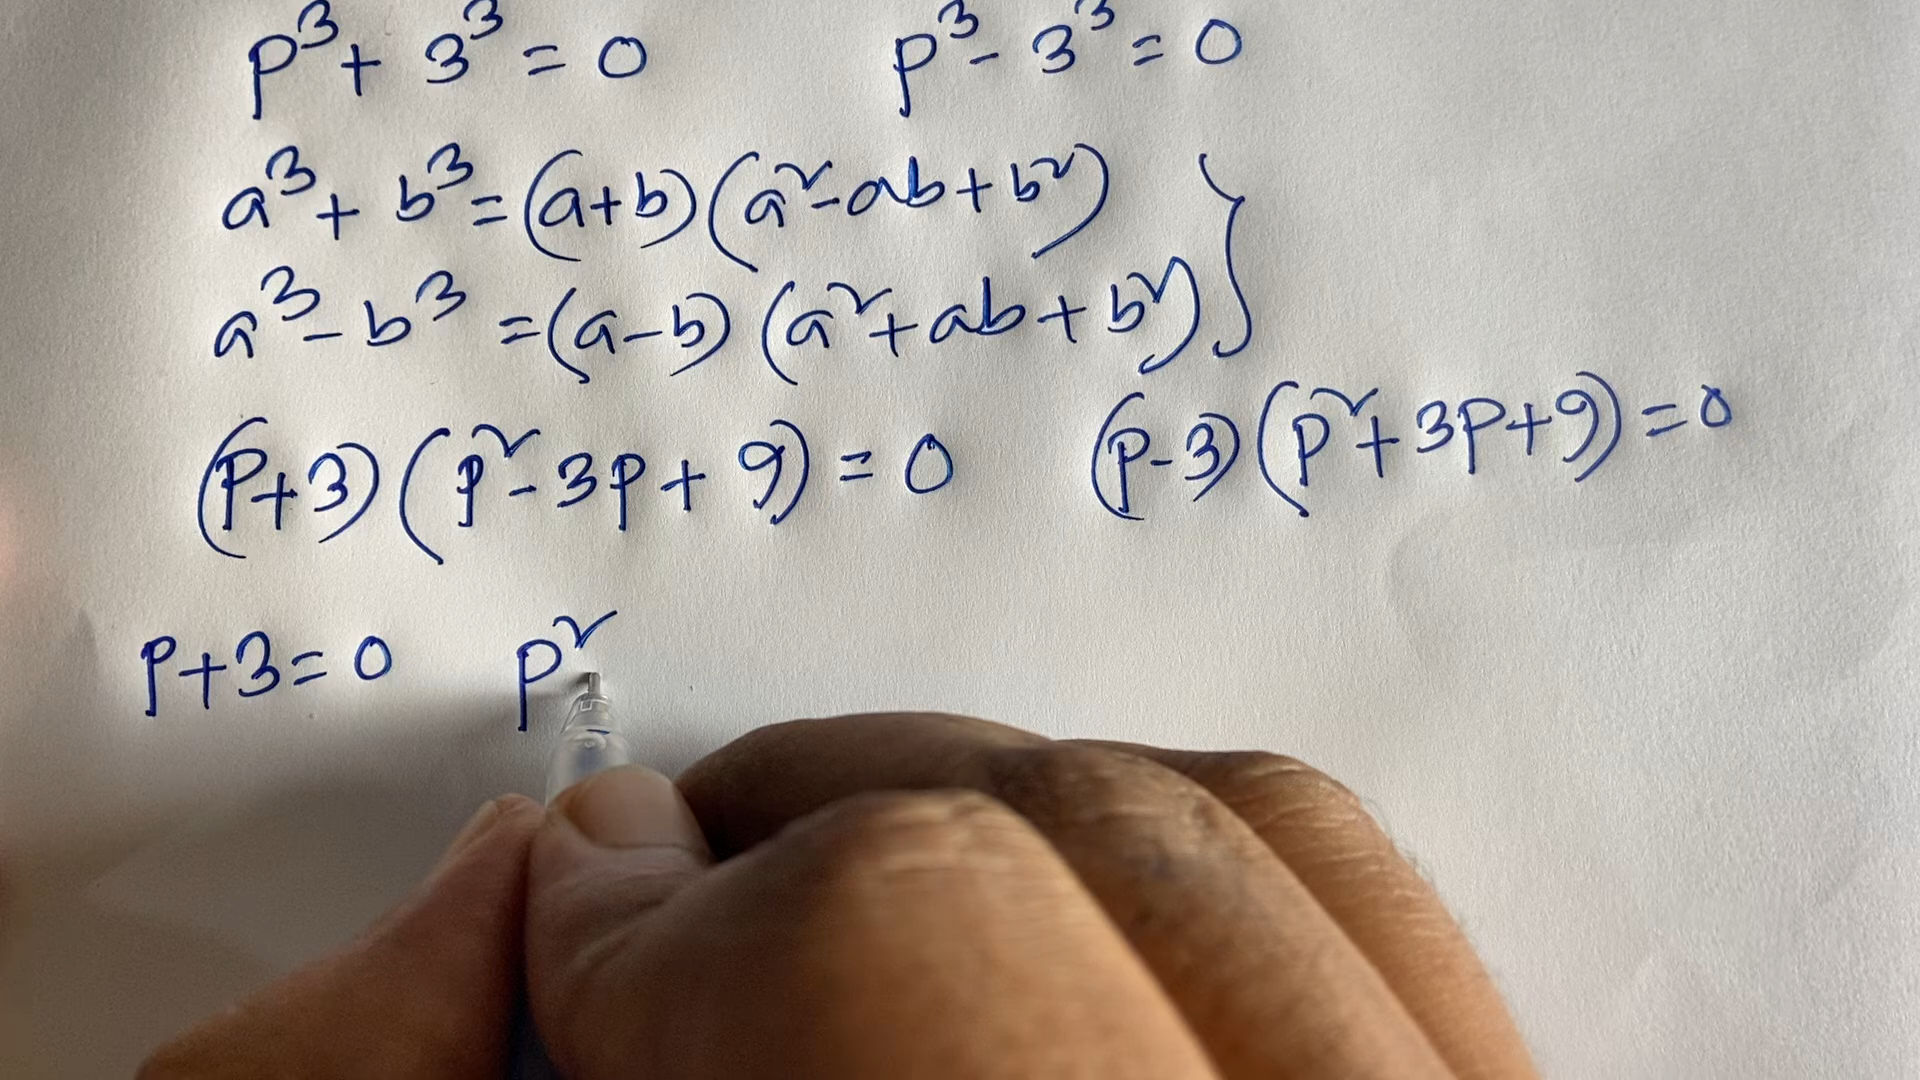 p³ + 3³ = 0    p³ - 3³ = 0
a³ + b³ = (a+b)(a² - ab + b²)
a³ - b³ = (a-b)(a² + ab + b²) }
(p+3)(p² - 3p + 9) = 0    (p-3)(p² + 3p + 9) = 0
p + 3 = 0    p²